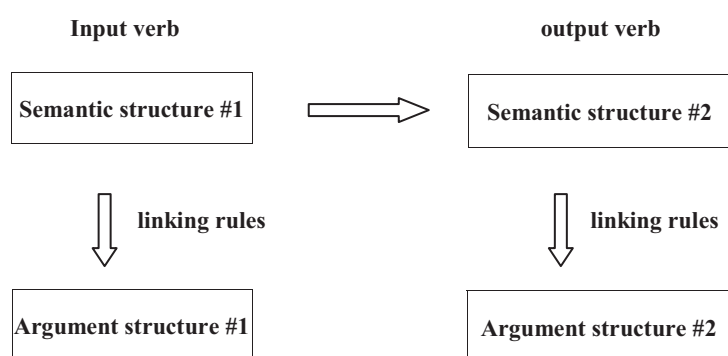 Input verb
output verb
Semantic structure #1
Semantic structure #2
linking rules
linking rules
Argument structure #1
Argument structure #2